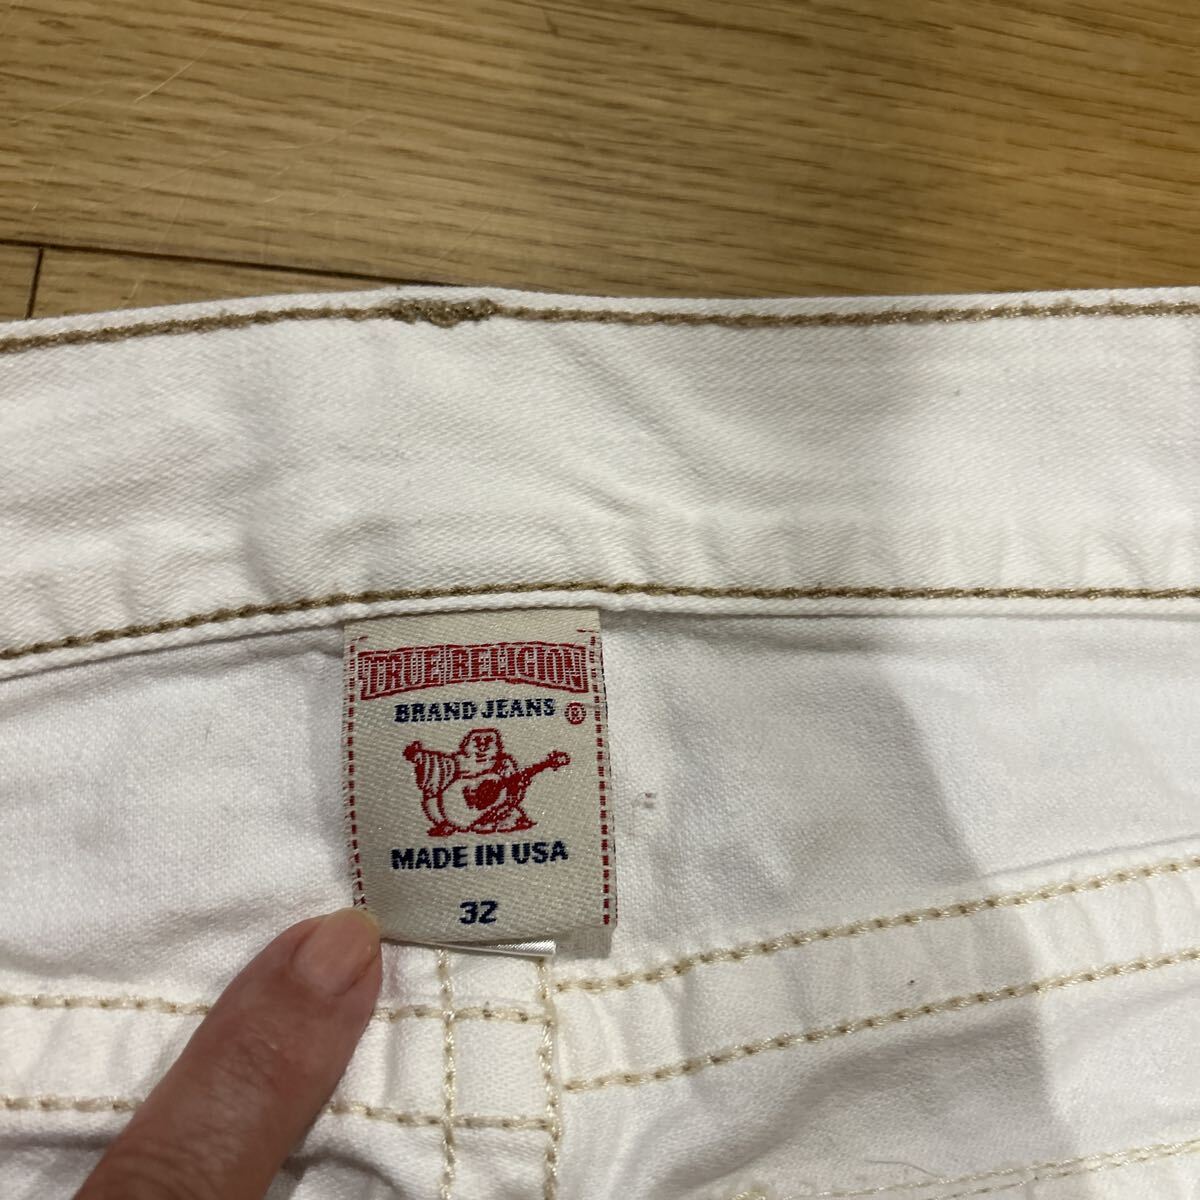 TRUE RELIGION
BRAND JEANS ®
MADE IN USA
32